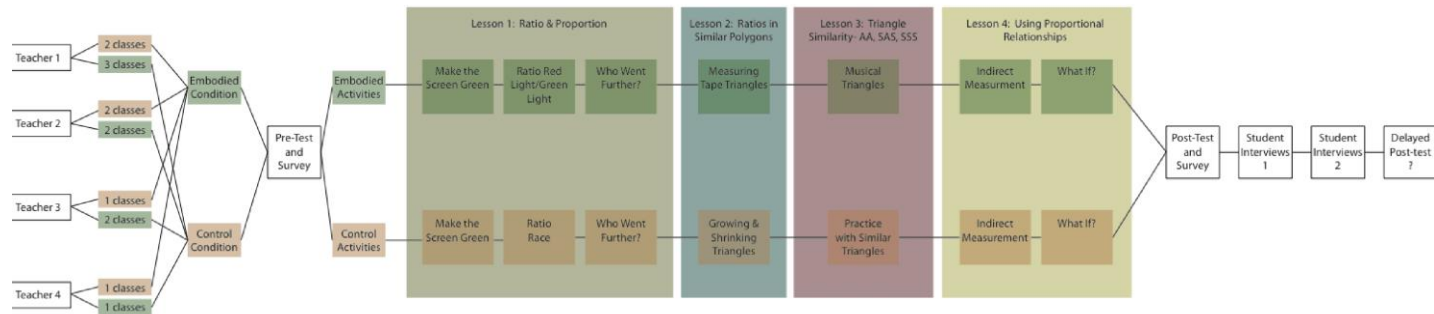 Lesson 1: Ratio & Proportion
Lesson 2: Ratios in
Similar Polygons
Lesson 3: Triangle
Similarity- AA, SAS, SSS
Lesson 4: Using Proportional
Relationships
Teacher 1
2 classes
3 classes
Teacher 2
2 classes
2 classes
Teacher 3
1 classes
2 classes
Teacher 4
1 classes
1 classes
Embodied
Condition
Control
Condition
Pre-Test
and
Survey
Embodied
Activities
Make the
Screen Green
Ratio Red
Light/Green
Light
Who Went
Further?
Measuring
Tape Triangles
Musical
Triangles
Indirect
Measurment
What If?
Control
Activities
Make the
Screen Green
Ratio
Race
Who Went
Further?
Growing &
Shrinking
Triangles
Practice
with Similar
Triangles
Indirect
Measurement
What If?
Post-Test
and
Survey
Student
Interviews
1
Student
Interviews
2
Delayed
Post-test
?